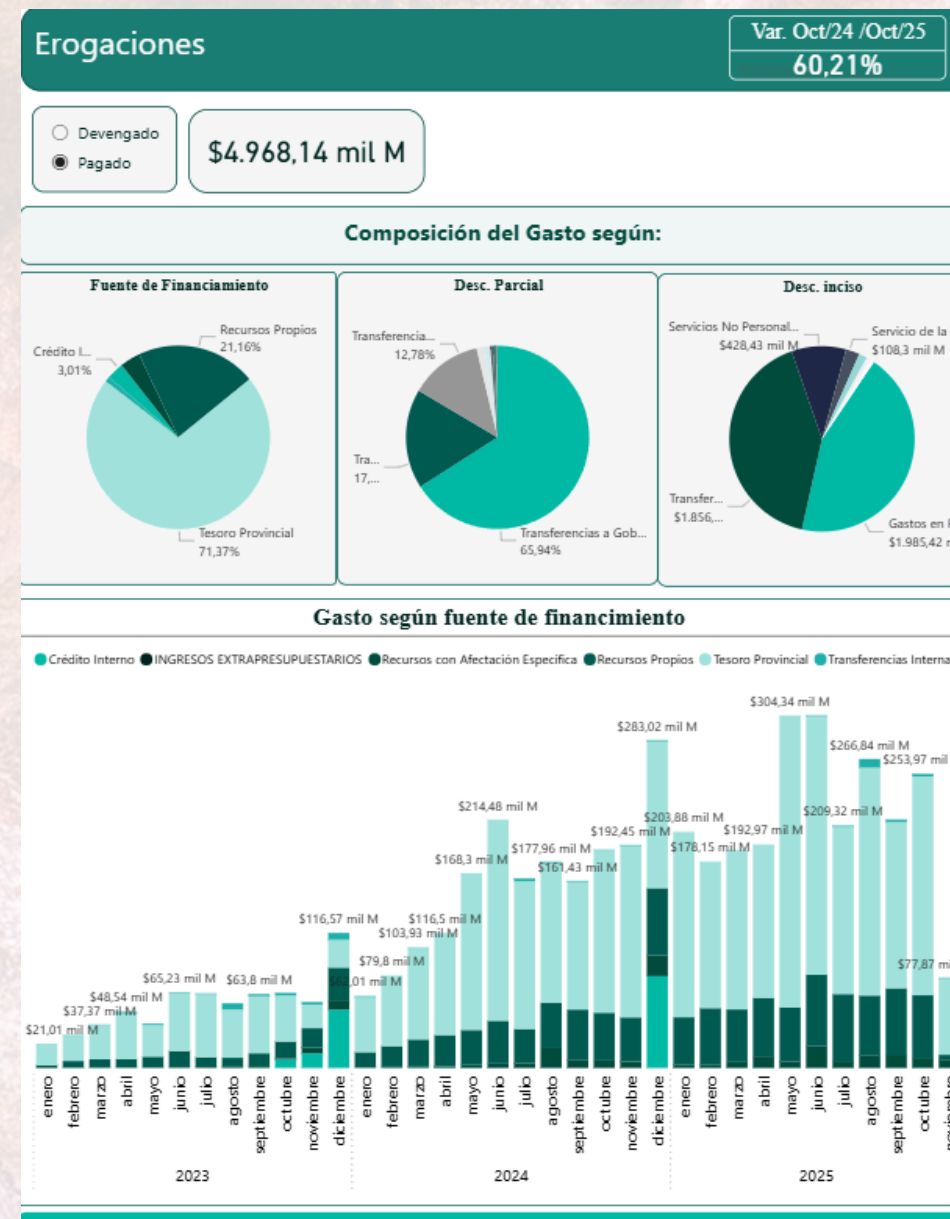 Erogaciones
Var. Oct/24 /Oct/25
60,21%
Devengado
Pagado
$4.968,14 mil M
Composición del Gasto según:
Fuente de Financiamiento
Recursos Propios
21,16%
Crédito I...
3,01%
Tesoro Provincial
71,37%
Desc. Parcial
Transferencia...
12,78%
Tra...
17,...
Transferencias a Gob...
65,94%
Desc. inciso
Servicios No Personal...
$428,43 mil M
Servicio de la
$108,3 mil M
Transfer...
$1.856,...
Gastos en
$1.985,42
Gasto según fuente de financimiento
Crédito Interno INGRESOS EXTRAPRESUPUESTARIOS Recursos con Afectación Especifica Recursos Propios Tesoro Provincial Transferencias Interna
$304,34 mil M
$283,02 mil M
$266,84 mil M
$253,97 mil
$214,48 mil M
$203,88 mil M
$209,32 mil M
$192,45 mil M
$192,97 mil M
$177,96 mil M
$178,15 mil M
$168,3 mil M
$161,43 mil M
$116,57 mil M
$116,5 mil M
$103,93 mil M
$79,8 mil M
$77,87 mi
$62,01 mil M
$65,23 mil M
$63,8 mil M
$48,54 mil M
$37,37 mil M
$21,01 mil M
enero
febrero
marzo
abril
mayo
junio
julio
agosto
septiembre
octubre
noviembre
diciembre
enero
febrero
marzo
abril
mayo
junio
julio
agosto
septiembre
octubre
noviembre
diciembre
enero
febrero
marzo
abril
mayo
junio
julio
agosto
septiembre
octubre
noviembre
2023
2024
2025